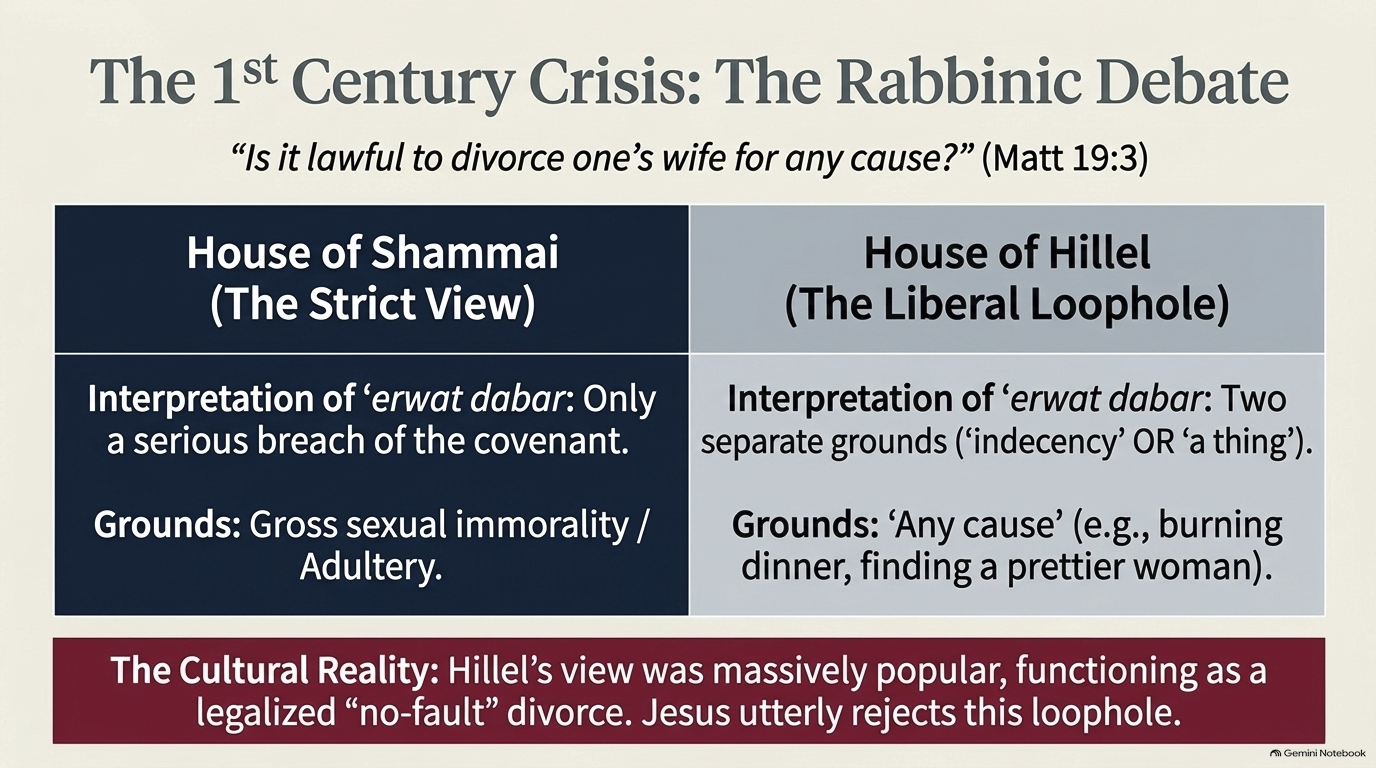 The 1st Century Crisis: The Rabbinic Debate
“Is it lawful to divorce one’s wife for any cause?” (Matt 19:3)
House of Shammai
(The Strict View)
Interpretation of ‘erwat dabar: Only
a serious breach of the covenant.
Grounds: Gross sexual immorality /
Adultery.
House of Hillel
(The Liberal Loophole)
Interpretation of ‘erwat dabar: Two
separate grounds (‘indecency’ OR ‘a thing’).
Grounds: ‘Any cause’ (e.g., burning
dinner, finding a prettier woman).
The Cultural Reality: Hillel’s view was massively popular, functioning as a
legalized “no-fault” divorce. Jesus utterly rejects this loophole.
Gemini Notebook